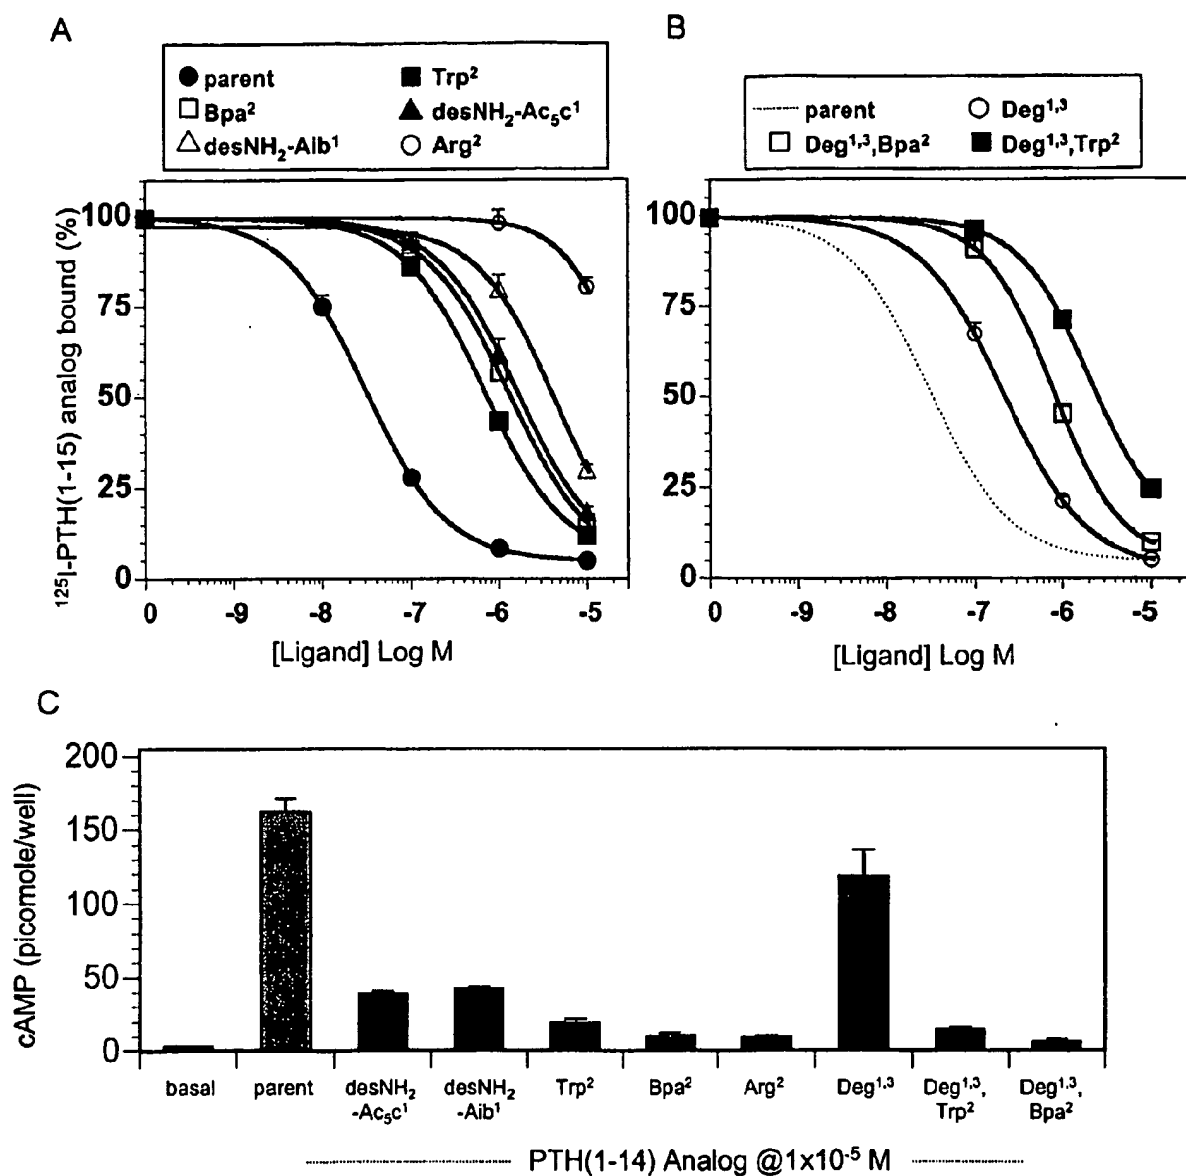 A
parent
Trp²
Bpa²
desNH₂-Ac₅c¹
desNH₂-Aib¹
Arg²
¹²⁵I-PTH(1-15) analog bound (%)
100
75
50
25
0
0 -9 -8 -7 -6 -5
[Ligand] Log M
B
parent
Deg¹,³
Deg¹,³,Bpa²
Deg¹,³,Trp²
100
75
50
25
0
0 -9 -8 -7 -6 -5
[Ligand] Log M
C
cAMP (picomole/well)
200
150
100
50
0
basal
parent
desNH₂
-Ac₅c¹
desNH₂
-Aib¹
Trp²
Bpa²
Arg²
Deg¹,³
Deg¹,³,
Trp²
Deg¹,³,
Bpa²
PTH(1-14) Analog @1x10⁻⁵ M